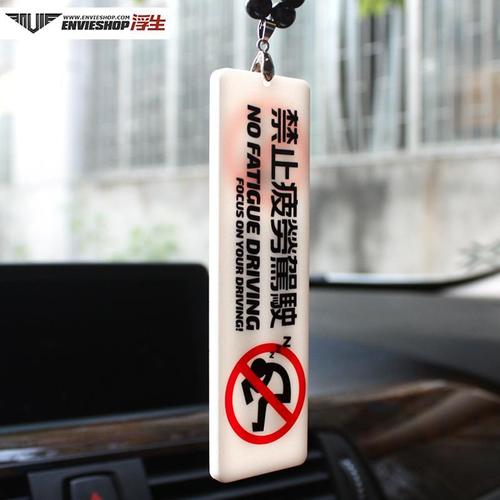 WWW.ENVIESHOP.COM
ENVIESHOP浮生
禁止疲勞駕駛
NO FATIGUE DRIVING
FOCUS ON YOUR DRIVING!
z z N